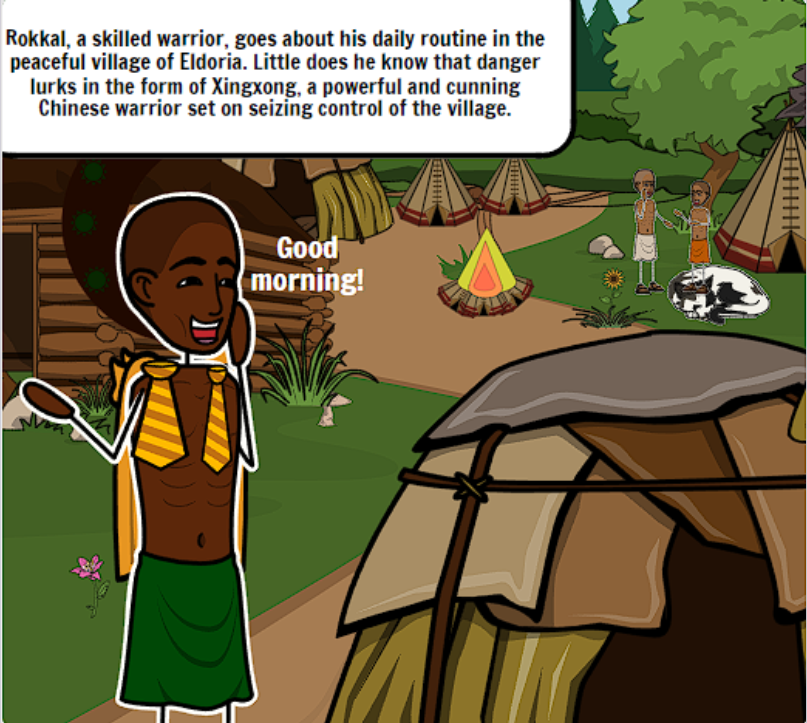 Rokkal, a skilled warrior, goes about his daily routine in the
peaceful village of Eldoria. Little does he know that danger
lurks in the form of Xingxong, a powerful and cunning
Chinese warrior set on seizing control of the village.
Good
morning!